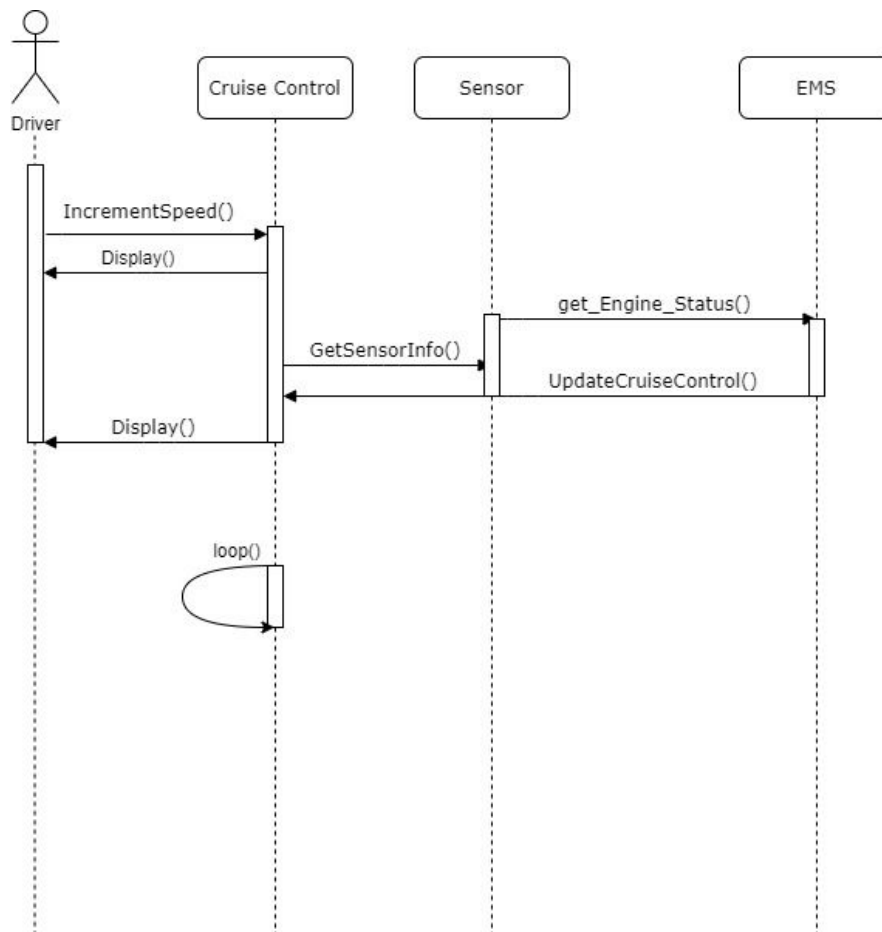 Driver
Cruise Control
Sensor
EMS
IncrementSpeed()
Display()
get_Engine_Status()
GetSensorInfo()
UpdateCruiseControl()
Display()
loop()